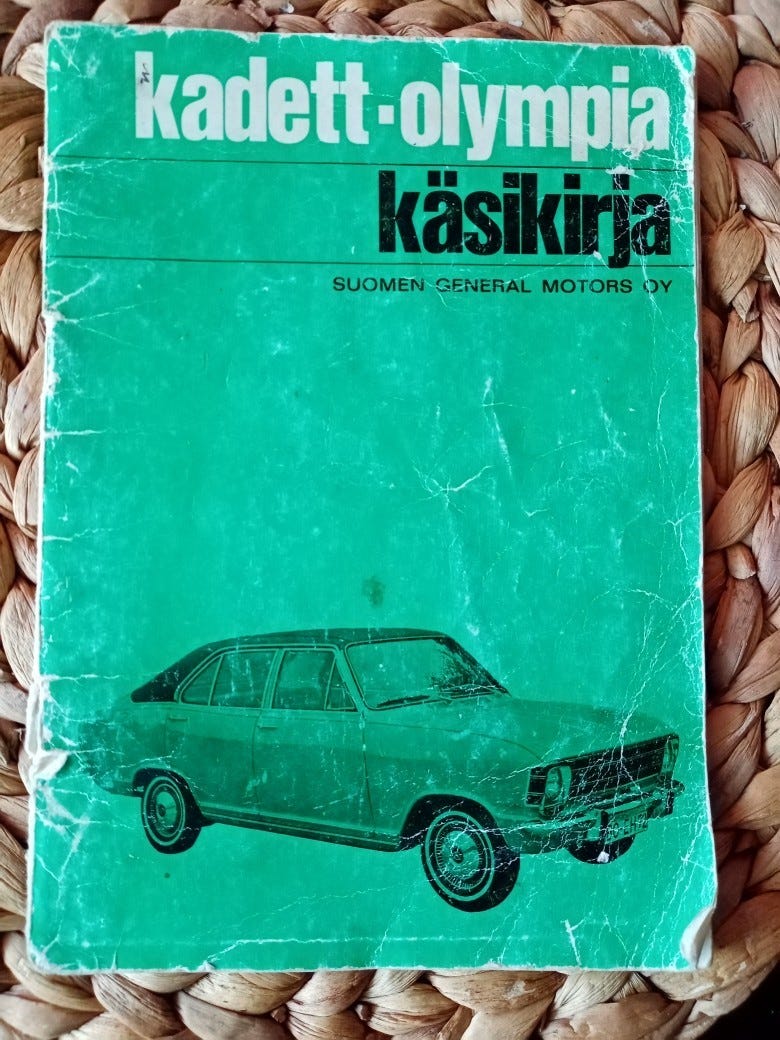 kadett·olympia
käsikirja
SUOMEN GENERAL MOTORS OY